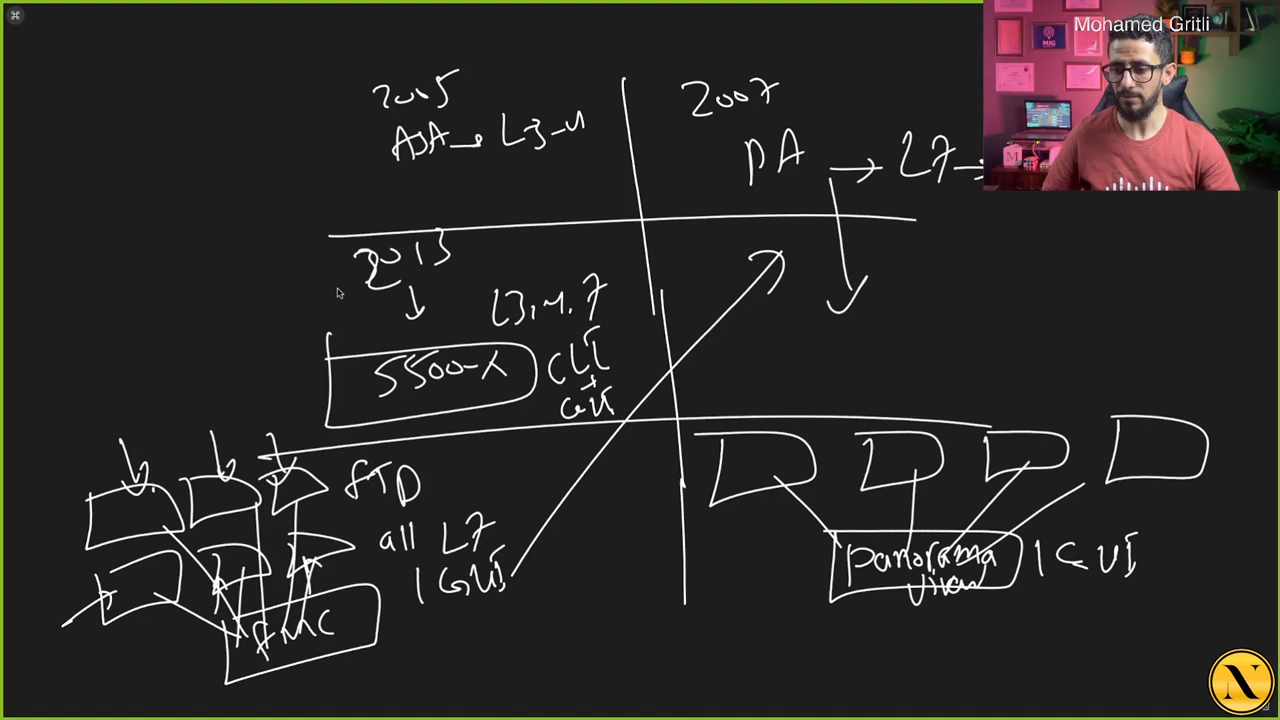 Mohamed Gritli
2005
ASA → L3-4
2007
PA → L7 →
2013
L3.4.7
5500-X
CLI
+
GUI
FTD
all L7
1 GUI
FMC
panorama
view
1 GUI
N